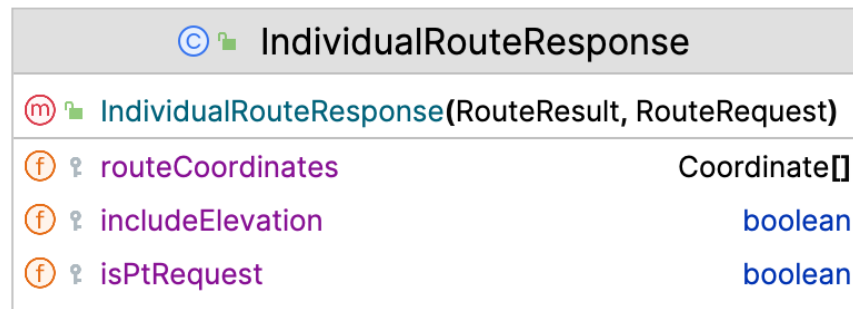 © IndividualRouteResponse
m IndividualRouteResponse(RouteResult, RouteRequest)
f routeCoordinates Coordinate[]
f includeElevation boolean
f isPtRequest boolean